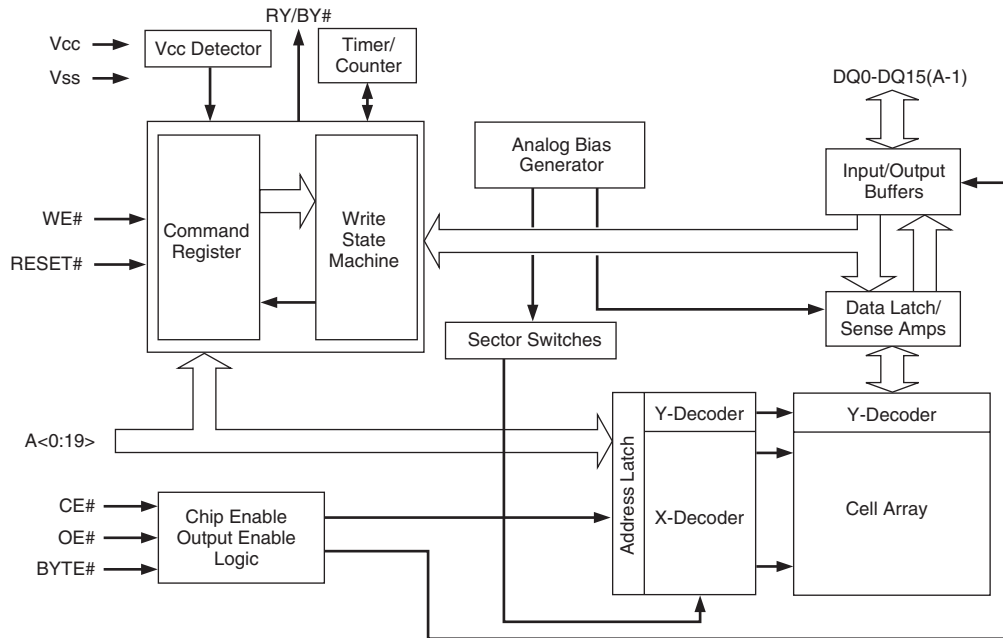 RY/BY#
Vcc
Vss
Vcc Detector
Timer/
Counter
DQ0-DQ15(A-1)
Analog Bias
Generator
Input/Output
Buffers
WE#
RESET#
Command
Register
Write
State
Machine
Data Latch/
Sense Amps
Sector Switches
A<0:19>
Address Latch
Y-Decoder
X-Decoder
Y-Decoder
Cell Array
CE#
OE#
BYTE#
Chip Enable
Output Enable
Logic